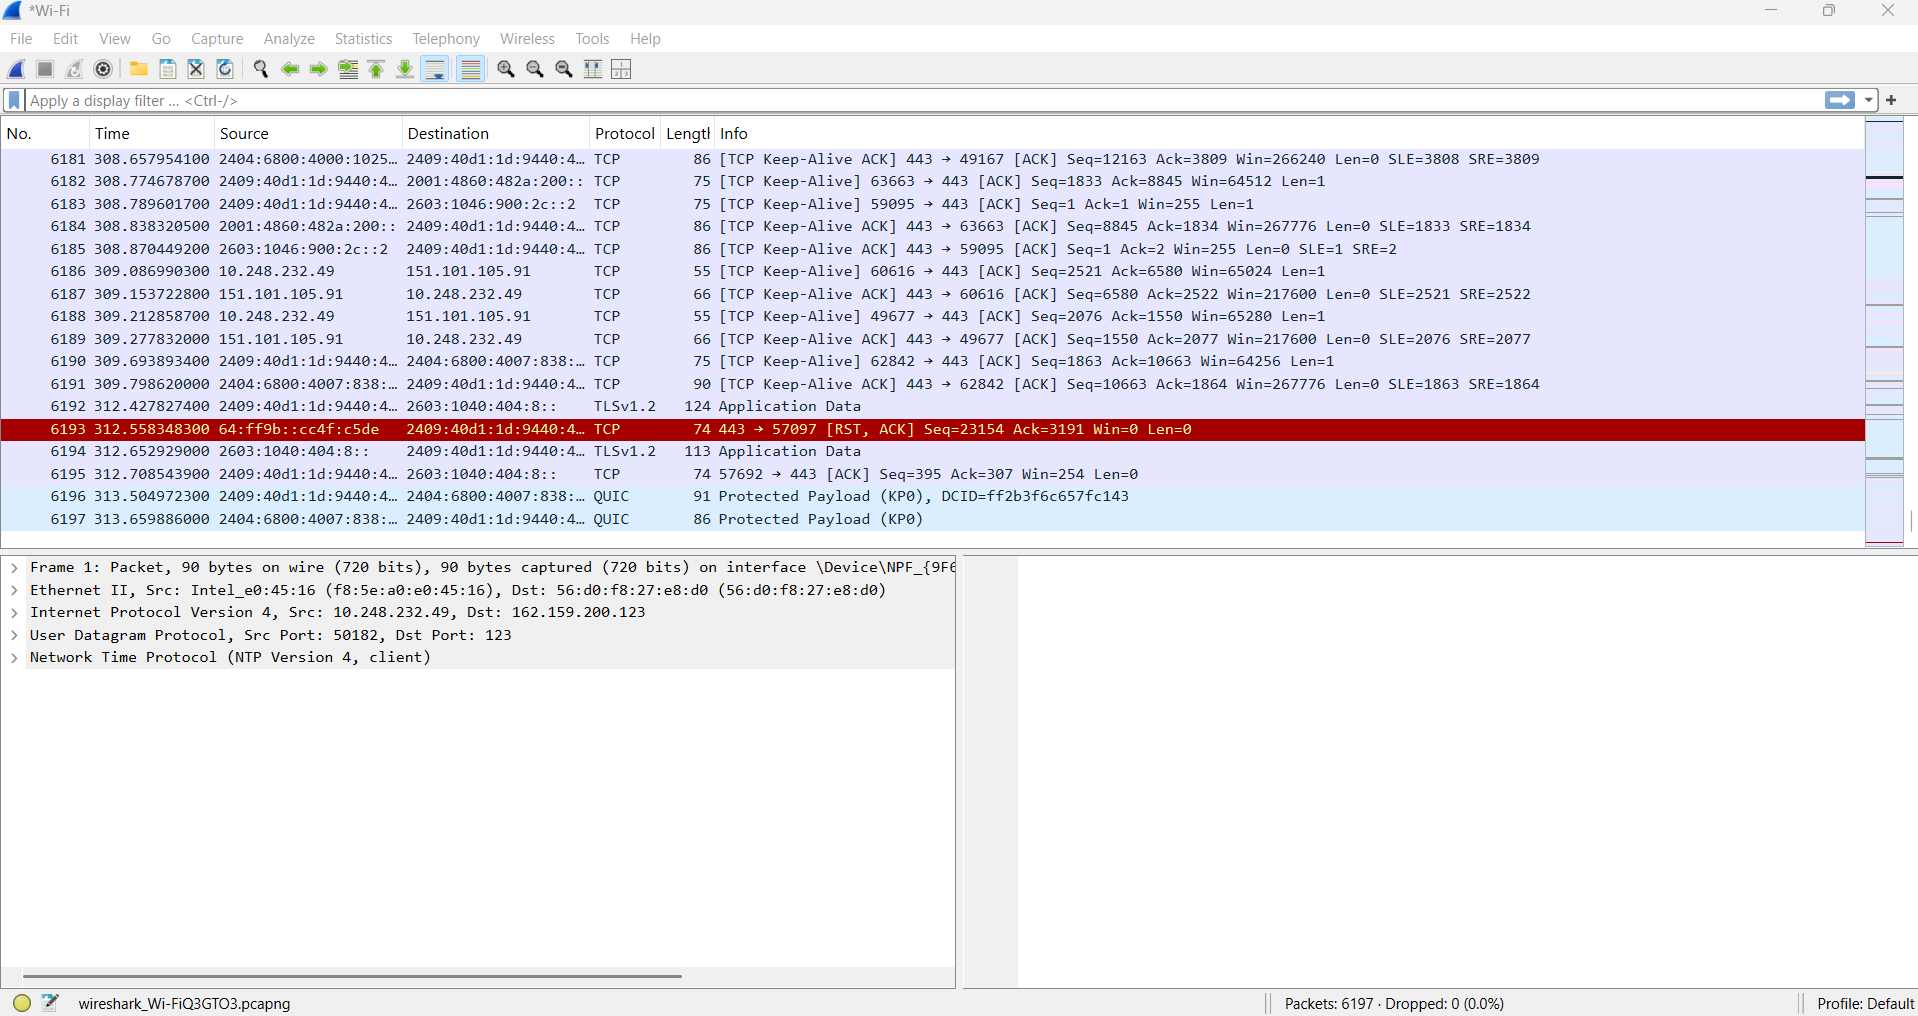 *Wi-Fi
File Edit View Go Capture Analyze Statistics Telephony Wireless Tools Help
Apply a display filter ... <Ctrl-/>
No. Time Source Destination Protocol Length Info
6181 308.657954100 2404:6800:4000:1025… 2409:40d1:1d:9440:4… TCP 86 [TCP Keep-Alive ACK] 443 → 49167 [ACK] Seq=12163 Ack=3809 Win=266240 Len=0 SLE=3808 SRE=3809
6182 308.774678700 2409:40d1:1d:9440:4… 2001:4860:482a:200:: TCP 75 [TCP Keep-Alive] 63663 → 443 [ACK] Seq=1833 Ack=8845 Win=64512 Len=1
6183 308.789601700 2409:40d1:1d:9440:4… 2603:1046:900:2c::2 TCP 75 [TCP Keep-Alive] 59095 → 443 [ACK] Seq=1 Ack=1 Win=255 Len=1
6184 308.838320500 2001:4860:482a:200:: 2409:40d1:1d:9440:4… TCP 86 [TCP Keep-Alive ACK] 443 → 63663 [ACK] Seq=8845 Ack=1834 Win=267776 Len=0 SLE=1833 SRE=1834
6185 308.870449200 2603:1046:900:2c::2 2409:40d1:1d:9440:4… TCP 86 [TCP Keep-Alive ACK] 443 → 59095 [ACK] Seq=1 Ack=2 Win=255 Len=0 SLE=1 SRE=2
6186 309.086990300 10.248.232.49 151.101.105.91 TCP 55 [TCP Keep-Alive] 60616 → 443 [ACK] Seq=2521 Ack=6580 Win=65024 Len=1
6187 309.153722800 151.101.105.91 10.248.232.49 TCP 66 [TCP Keep-Alive ACK] 443 → 60616 [ACK] Seq=6580 Ack=2522 Win=217600 Len=0 SLE=2521 SRE=2522
6188 309.212858700 10.248.232.49 151.101.105.91 TCP 55 [TCP Keep-Alive] 49677 → 443 [ACK] Seq=2076 Ack=1550 Win=65280 Len=1
6189 309.277832000 151.101.105.91 10.248.232.49 TCP 66 [TCP Keep-Alive ACK] 443 → 49677 [ACK] Seq=1550 Ack=2077 Win=217600 Len=0 SLE=2076 SRE=2077
6190 309.693893400 2409:40d1:1d:9440:4… 2404:6800:4007:838:… TCP 75 [TCP Keep-Alive] 62842 → 443 [ACK] Seq=1863 Ack=10663 Win=64256 Len=1
6191 309.798620000 2404:6800:4007:838:… 2409:40d1:1d:9440:4… TCP 90 [TCP Keep-Alive ACK] 443 → 62842 [ACK] Seq=10663 Ack=1864 Win=267776 Len=0 SLE=1863 SRE=1864
6192 312.427827400 2409:40d1:1d:9440:4… 2603:1040:404:8:: TLSv1.2 124 Application Data
6193 312.558348300 64:ff9b::cc4f:c5de 2409:40d1:1d:9440:4… TCP 74 443 → 57097 [RST, ACK] Seq=23154 Ack=3191 Win=0 Len=0
6194 312.652929000 2603:1040:404:8:: 2409:40d1:1d:9440:4… TLSv1.2 113 Application Data
6195 312.708543900 2409:40d1:1d:9440:4… 2603:1040:404:8:: TCP 74 57692 → 443 [ACK] Seq=395 Ack=307 Win=254 Len=0
6196 313.504972300 2409:40d1:1d:9440:4… 2404:6800:4007:838:… QUIC 91 Protected Payload (KP0), DCID=ff2b3f6c657fc143
6197 313.659886000 2404:6800:4007:838:… 2409:40d1:1d:9440:4… QUIC 86 Protected Payload (KP0)
Frame 1: Packet, 90 bytes on wire (720 bits), 90 bytes captured (720 bits) on interface \Device\NPF_{9F6
Ethernet II, Src: Intel_e0:45:16 (f8:5e:a0:e0:45:16), Dst: 56:d0:f8:27:e8:d0 (56:d0:f8:27:e8:d0)
Internet Protocol Version 4, Src: 10.248.232.49, Dst: 162.159.200.123
User Datagram Protocol, Src Port: 50182, Dst Port: 123
Network Time Protocol (NTP Version 4, client)
wireshark_Wi-FiQ3GTO3.pcapng Packets: 6197 · Dropped: 0 (0.0%) Profile: Default